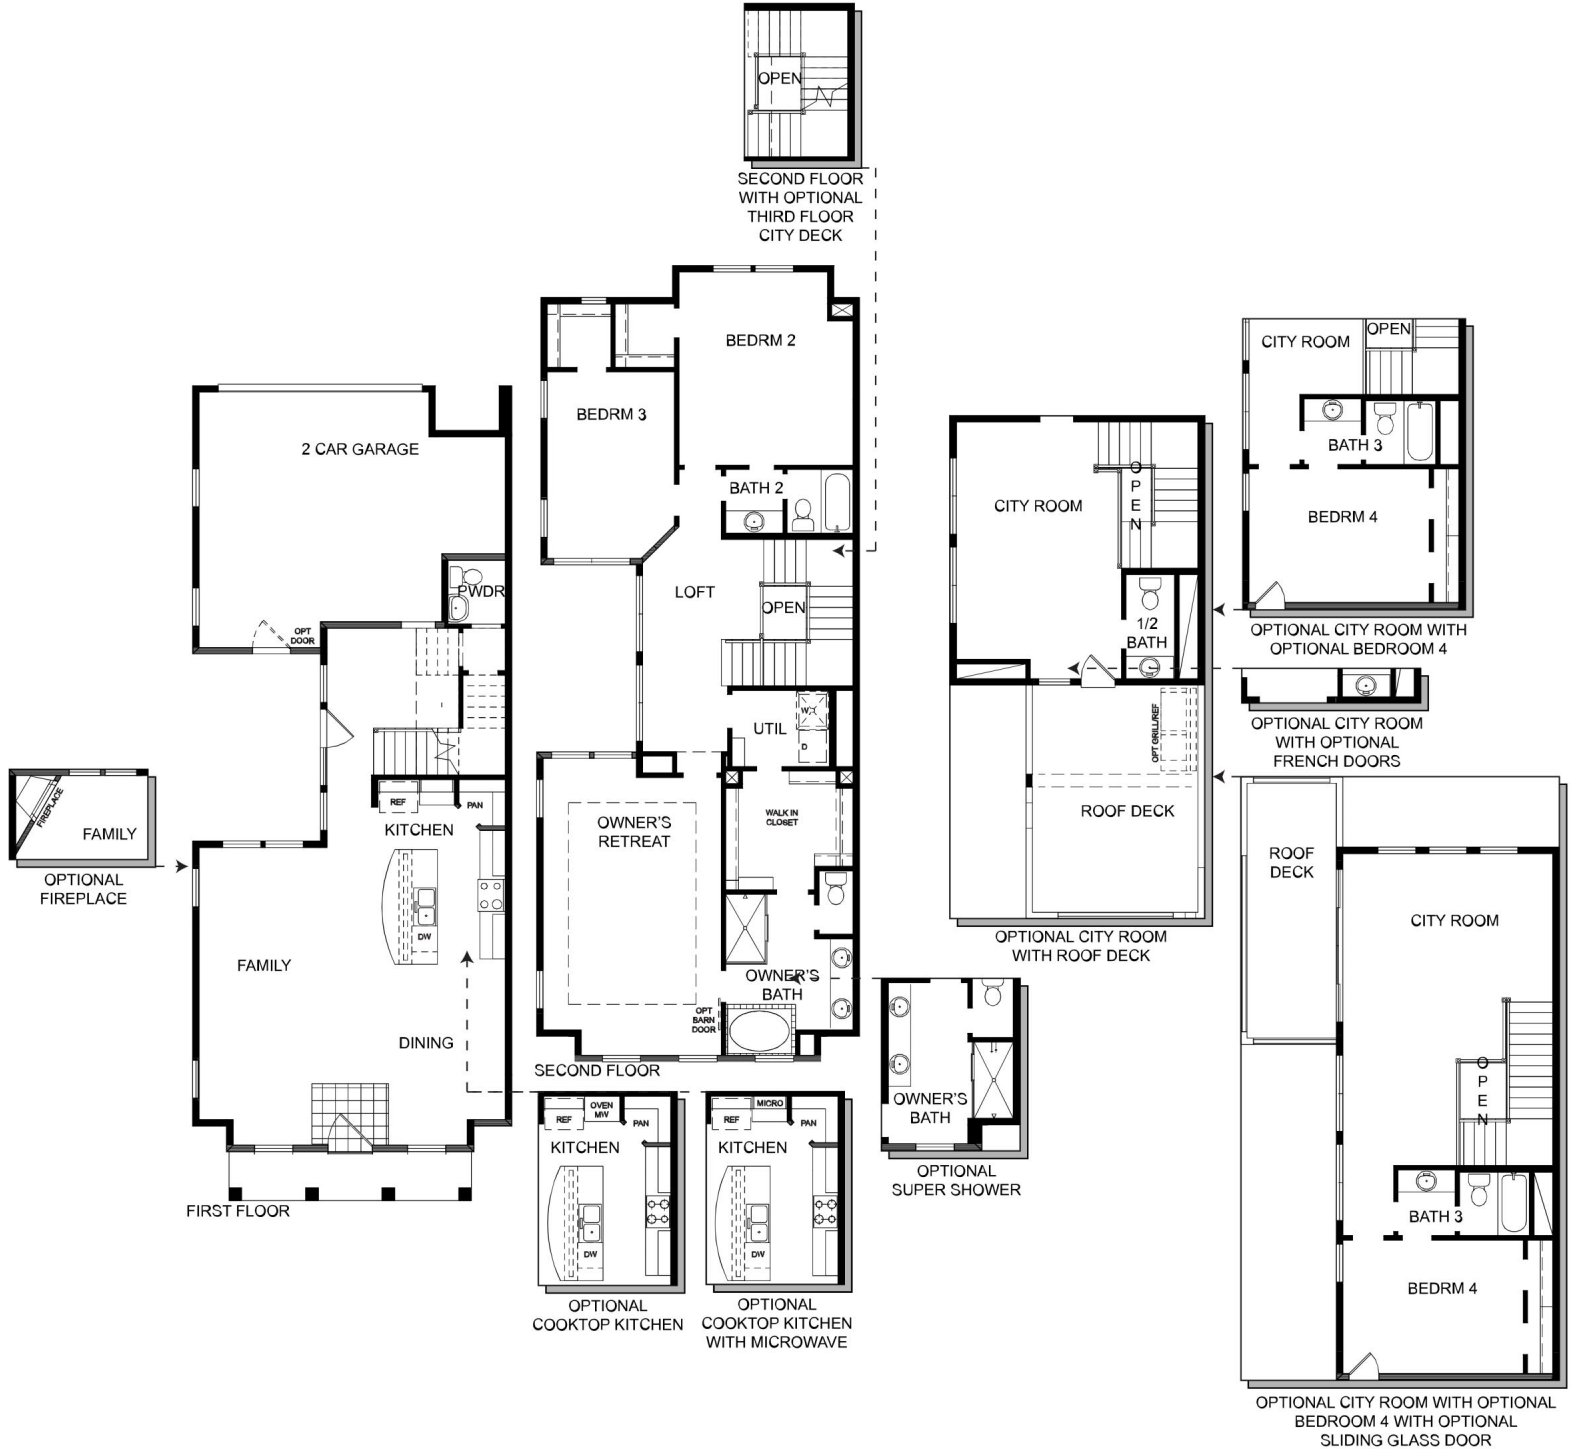 OPEN
SECOND FLOOR
WITH OPTIONAL
THIRD FLOOR
CITY DECK
2 CAR GARAGE
PWDR
OPT
DOOR
REF
PAN
KITCHEN
DW
FAMILY
DINING
FIRST FLOOR
FIREPLACE
FAMILY
OPTIONAL
FIREPLACE
BEDRM 2
BEDRM 3
BATH 2
LOFT
OPEN
UTIL
W
D
WALK IN
CLOSET
OWNER'S
RETREAT
OWNER'S
BATH
OPT
BARN
DOOR
SECOND FLOOR
REF
OVEN
MW
PAN
KITCHEN
DW
OPTIONAL
COOKTOP KITCHEN
REF
MICRO
PAN
KITCHEN
DW
OPTIONAL
COOKTOP KITCHEN
WITH MICROWAVE
OWNER'S
BATH
OPTIONAL
SUPER SHOWER
CITY ROOM
OPEN
1/2
BATH
OPT GRILL/REF
ROOF DECK
OPTIONAL CITY ROOM
WITH ROOF DECK
CITY ROOM
OPEN
BATH 3
BEDRM 4
OPTIONAL CITY ROOM WITH
OPTIONAL BEDROOM 4
OPTIONAL CITY ROOM
WITH OPTIONAL
FRENCH DOORS
ROOF
DECK
CITY ROOM
OPEN
BATH 3
BEDRM 4
OPTIONAL CITY ROOM WITH OPTIONAL
BEDROOM 4 WITH OPTIONAL
SLIDING GLASS DOOR